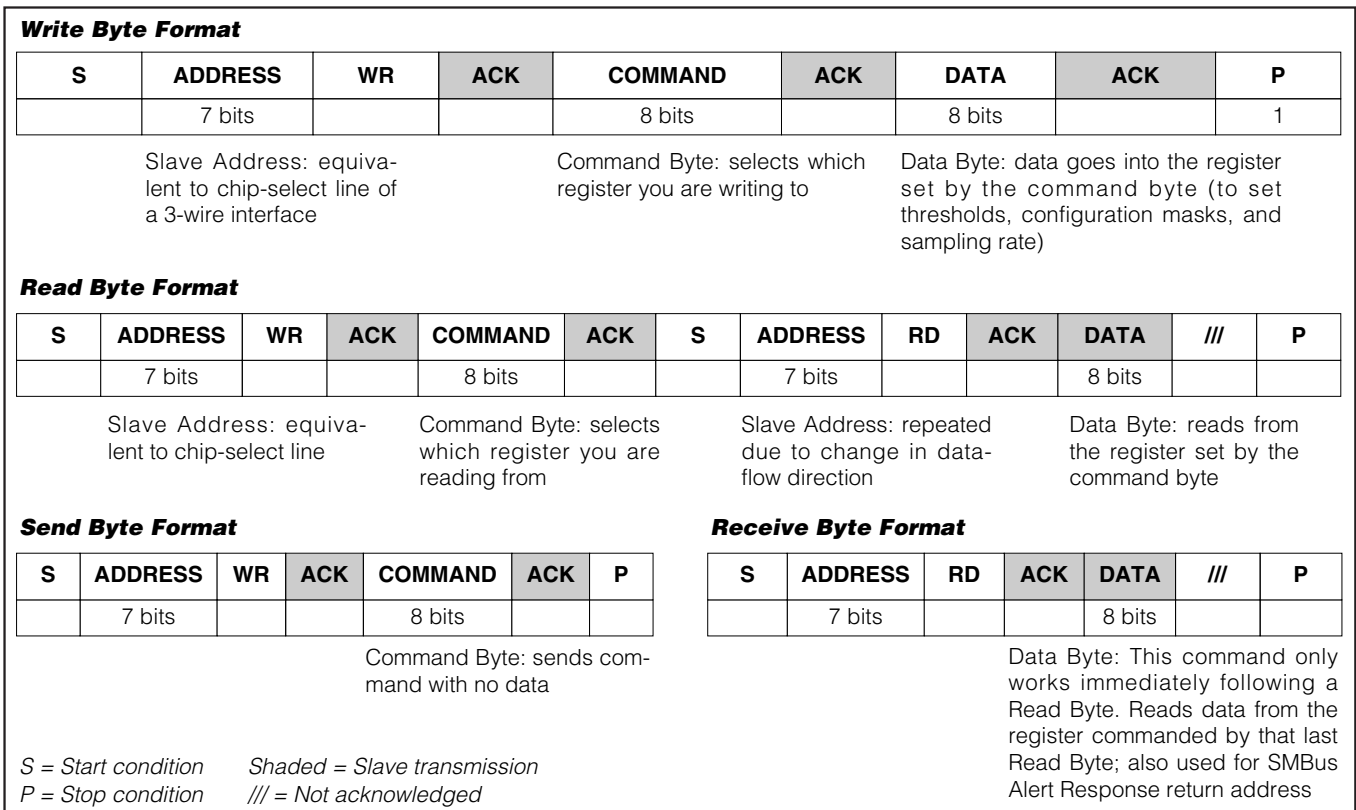 Write Byte Format
S ADDRESS WR ACK COMMAND ACK DATA ACK P
7 bits 8 bits 8 bits 1
Slave Address: equiva-
lent to chip-select line of
a 3-wire interface
Command Byte: selects which
register you are writing to
Data Byte: data goes into the register
set by the command byte (to set
thresholds, configuration masks, and
sampling rate)
Read Byte Format
S ADDRESS WR ACK COMMAND ACK S ADDRESS RD ACK DATA /// P
7 bits 8 bits 7 bits 8 bits
Slave Address: equiva-
lent to chip-select line
Command Byte: selects
which register you are
reading from
Slave Address: repeated
due to change in data-
flow direction
Data Byte: reads from
the register set by the
command byte
Send Byte Format
S ADDRESS WR ACK COMMAND ACK P
7 bits 8 bits
Command Byte: sends com-
mand with no data
Receive Byte Format
S ADDRESS RD ACK DATA /// P
7 bits 8 bits
Data Byte: This command only
works immediately following a
Read Byte. Reads data from the
register commanded by that last
Read Byte; also used for SMBus
Alert Response return address
S = Start condition Shaded = Slave transmission
P = Stop condition /// = Not acknowledged